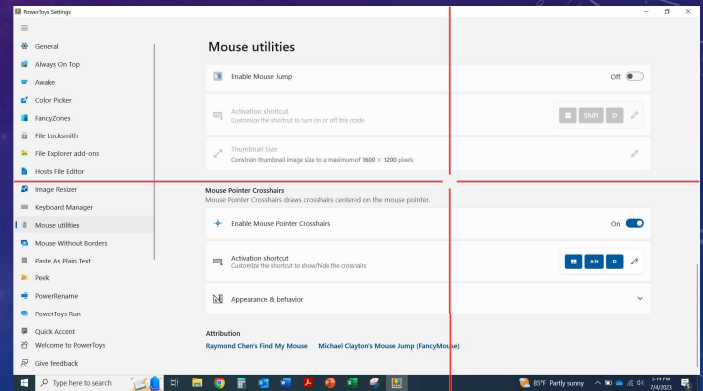 PowerToys Settings
General
Always On Top
Awake
Color Picker
FancyZones
File Locksmith
File Explorer add-ons
Hosts File Editor
Image Resizer
Keyboard Manager
Mouse utilities
Mouse Without Borders
Paste As Plain Text
Peek
PowerRename
PowerToys Run
Quick Accent
Welcome to PowerToys
Give feedback
Mouse utilities
Enable Mouse Jump
Off
Activation shortcut
Customize the shortcut to turn on or off this mode
Shift D
Thumbnail Size
Constrain thumbnail image size to a maximum of 1600 × 1200 pixels
Mouse Pointer Crosshairs
Mouse Pointer Crosshairs draws crosshairs centered on the mouse pointer.
Enable Mouse Pointer Crosshairs
On
Activation shortcut
Customize the shortcut to show/hide the crosshairs
Alt D
Appearance & behavior
Attribution
Raymond Chen's Find My Mouse Michael Clayton's Mouse Jump (FancyMouse)
Type here to search
85°F Partly sunny
7/4/2023